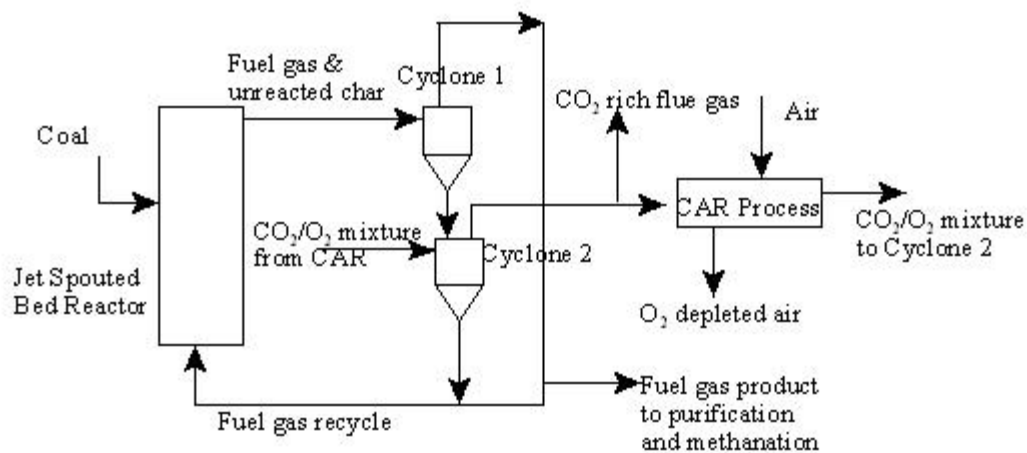 Fuel gas &
unreacted char
Cyclone 1
CO₂ rich flue gas
Air
Coal
CAR Process
CO₂/O₂ mixture
to Cyclone 2
CO₂/O₂ mixture
from CAR
Cyclone 2
Jet Spouted
Bed Reactor
O₂ depleted air
Fuel gas recycle
Fuel gas product
to purification
and methanation